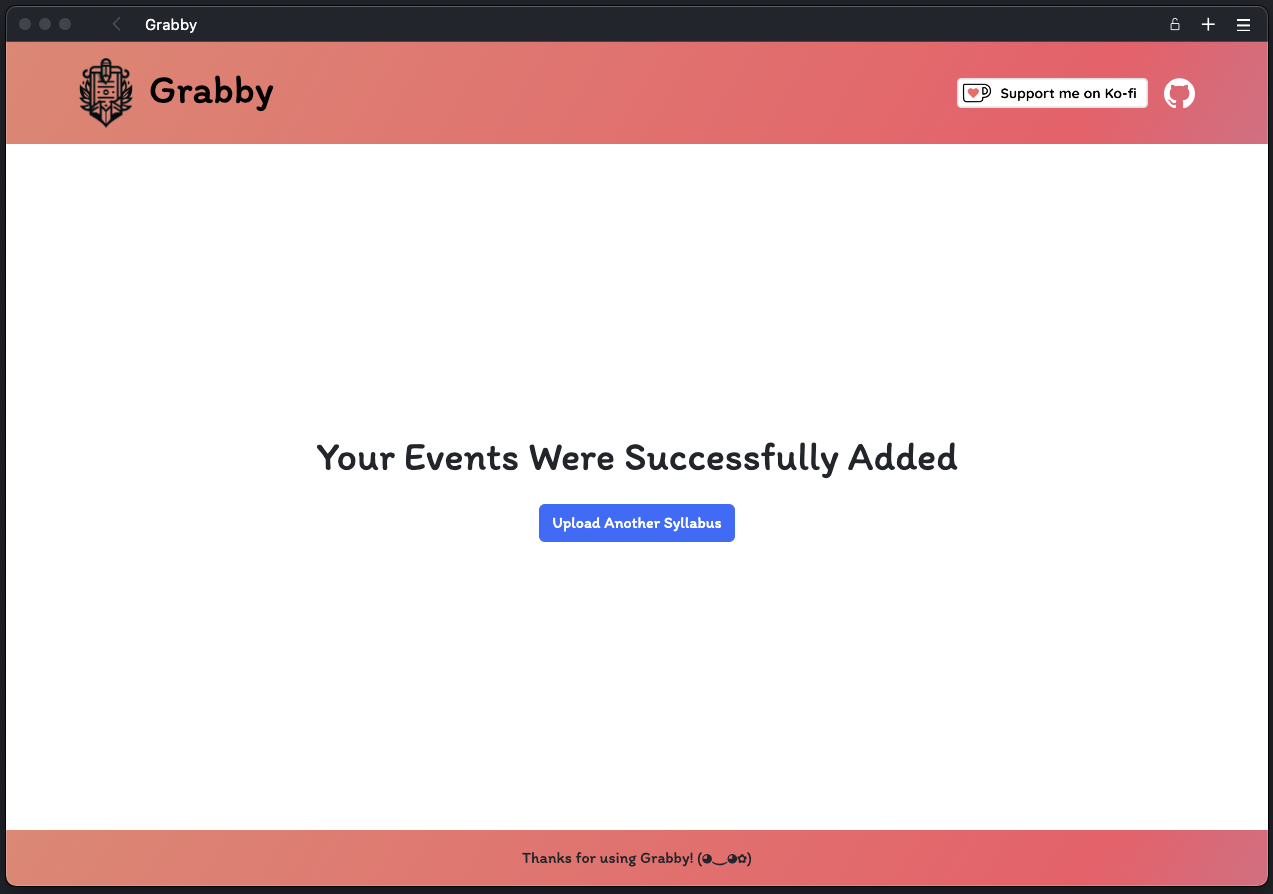 Grabby
Grabby
Support me on Ko-fi
Your Events Were Successfully Added
Upload Another Syllabus
Thanks for using Grabby! (◕‿◕✿)